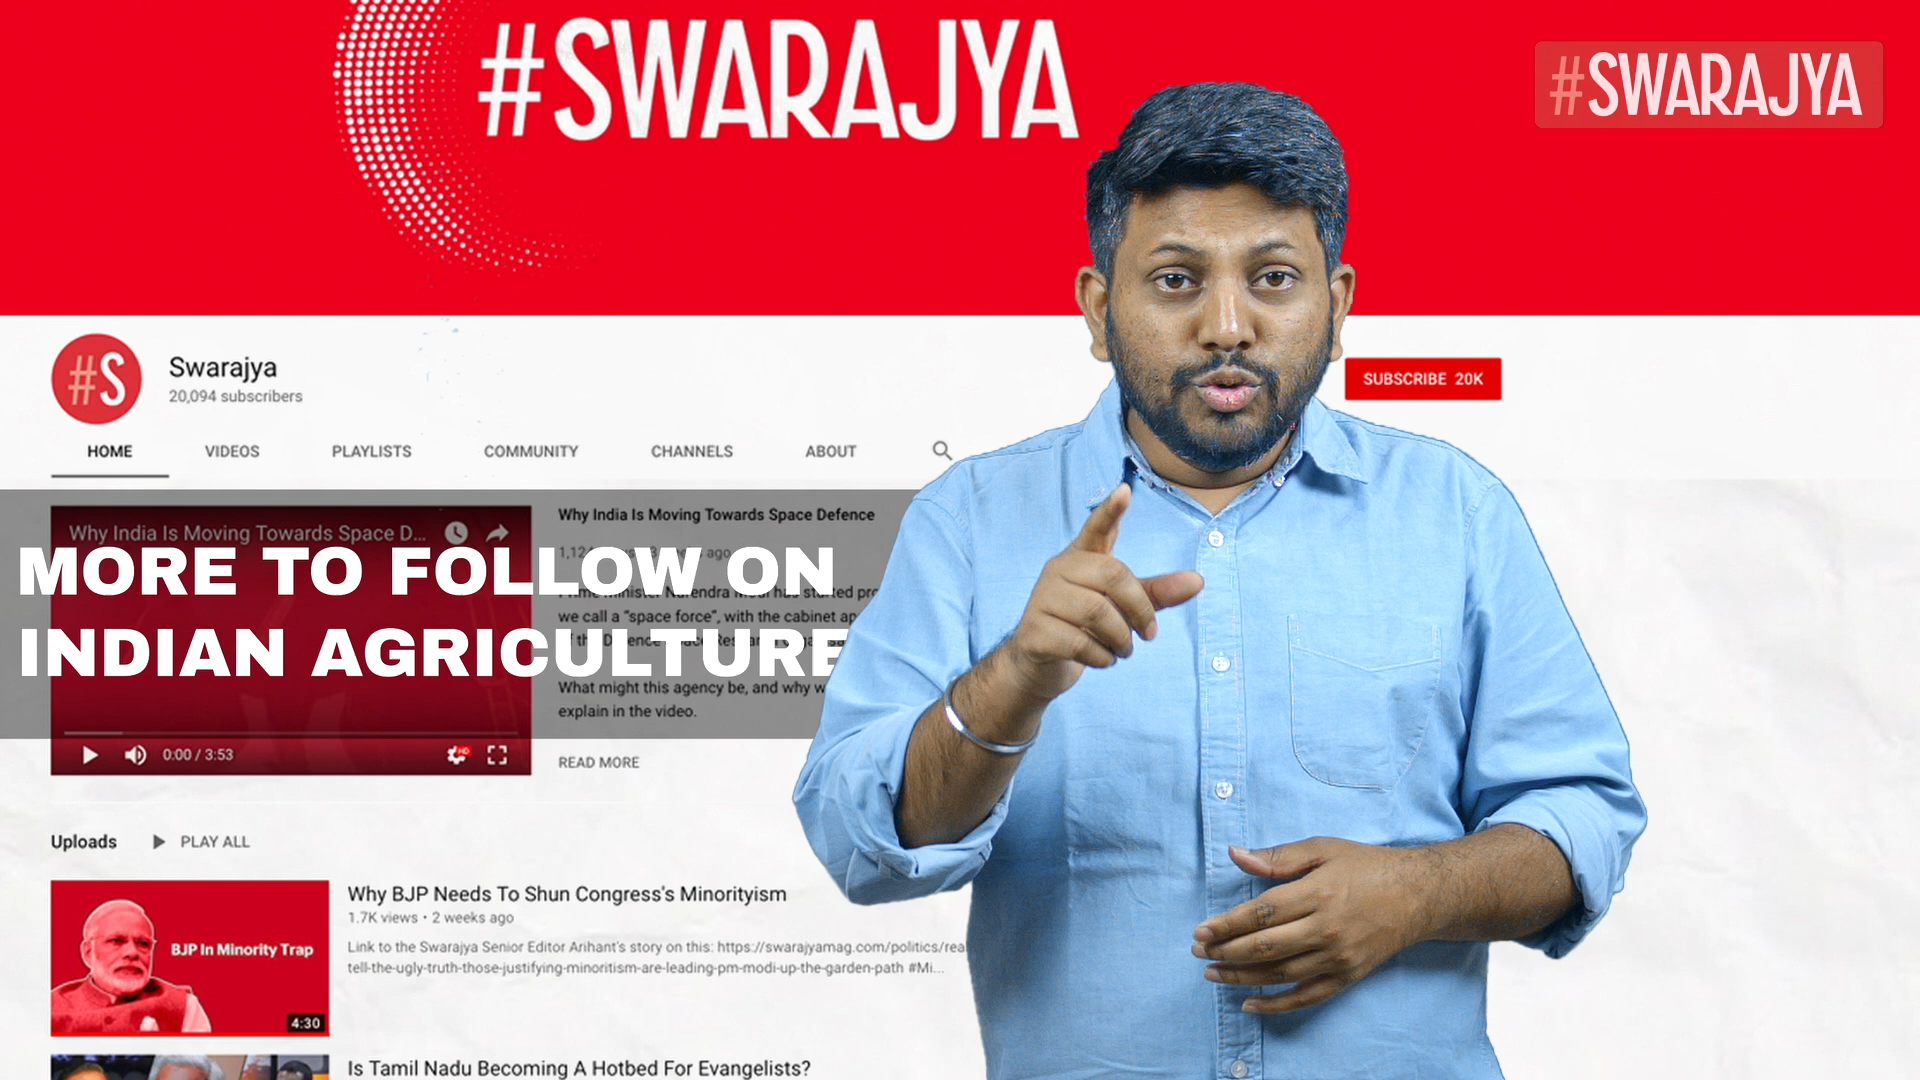 #SWARAJYA
#SWARAJYA
#S
Swarajya
20,094 subscribers
SUBSCRIBE 20K
HOME VIDEOS PLAYLISTS COMMUNITY CHANNELS ABOUT
Why India Is Moving Towards Space D...
MORE TO FOLLOW ON
INDIAN AGRICULTURE
0:00 / 3:53
Why India Is Moving Towards Space Defence
ago
Narendra Modi has started
we call a "space force", with the cabinet
What might this agency be, and why
explain in the video.
READ MORE
Uploads PLAY ALL
BJP In Minority Trap
4:30
Why BJP Needs To Shun Congress's Minorityism
1.7K views • 2 weeks ago
Link to the Swarajya Senior Editor Arihant's story on this: https://swarajyamag.com/politics/rea
tell-the-ugly-truth-those-justifying-minoritism-are-leading-pm-modi-up-the-garden-path #Mi...
Is Tamil Nadu Becoming A Hotbed For Evangelists?